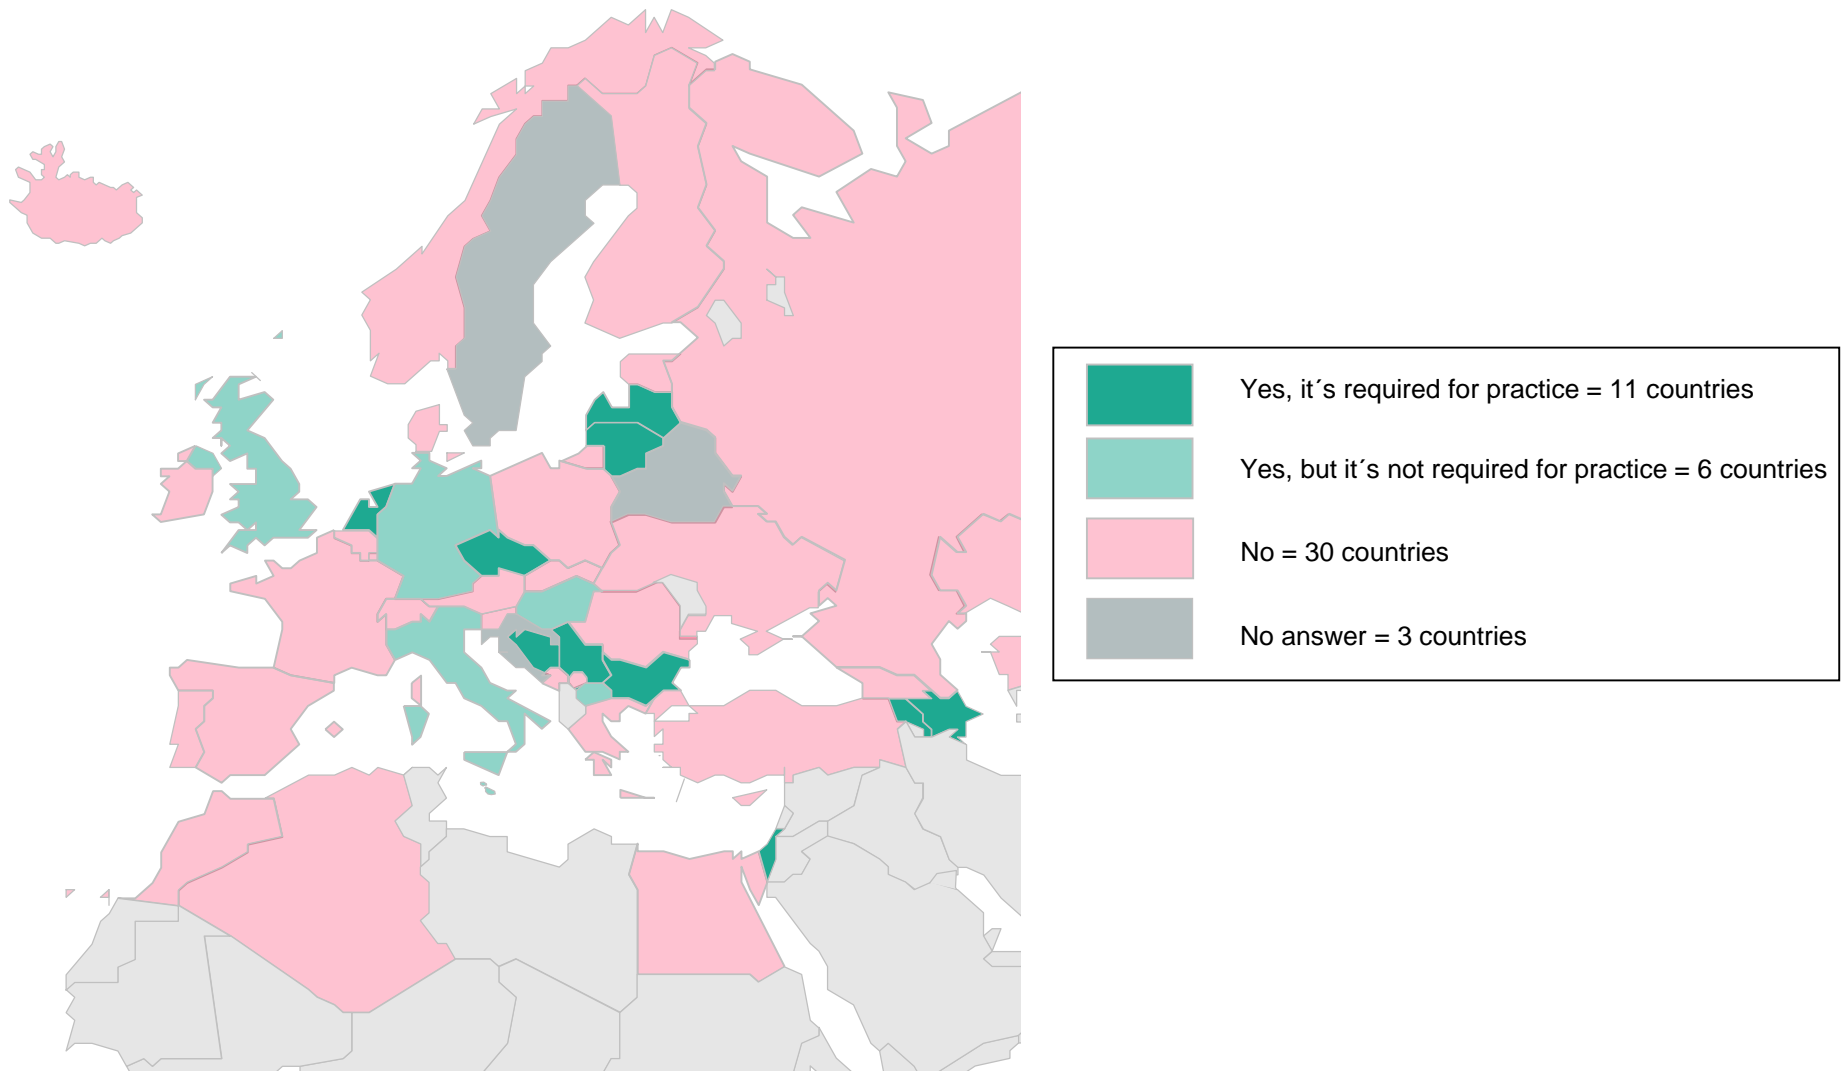 Yes, it´s required for practice = 11 countries
Yes, but it´s not required for practice = 6 countries
No = 30 countries
No answer = 3 countries